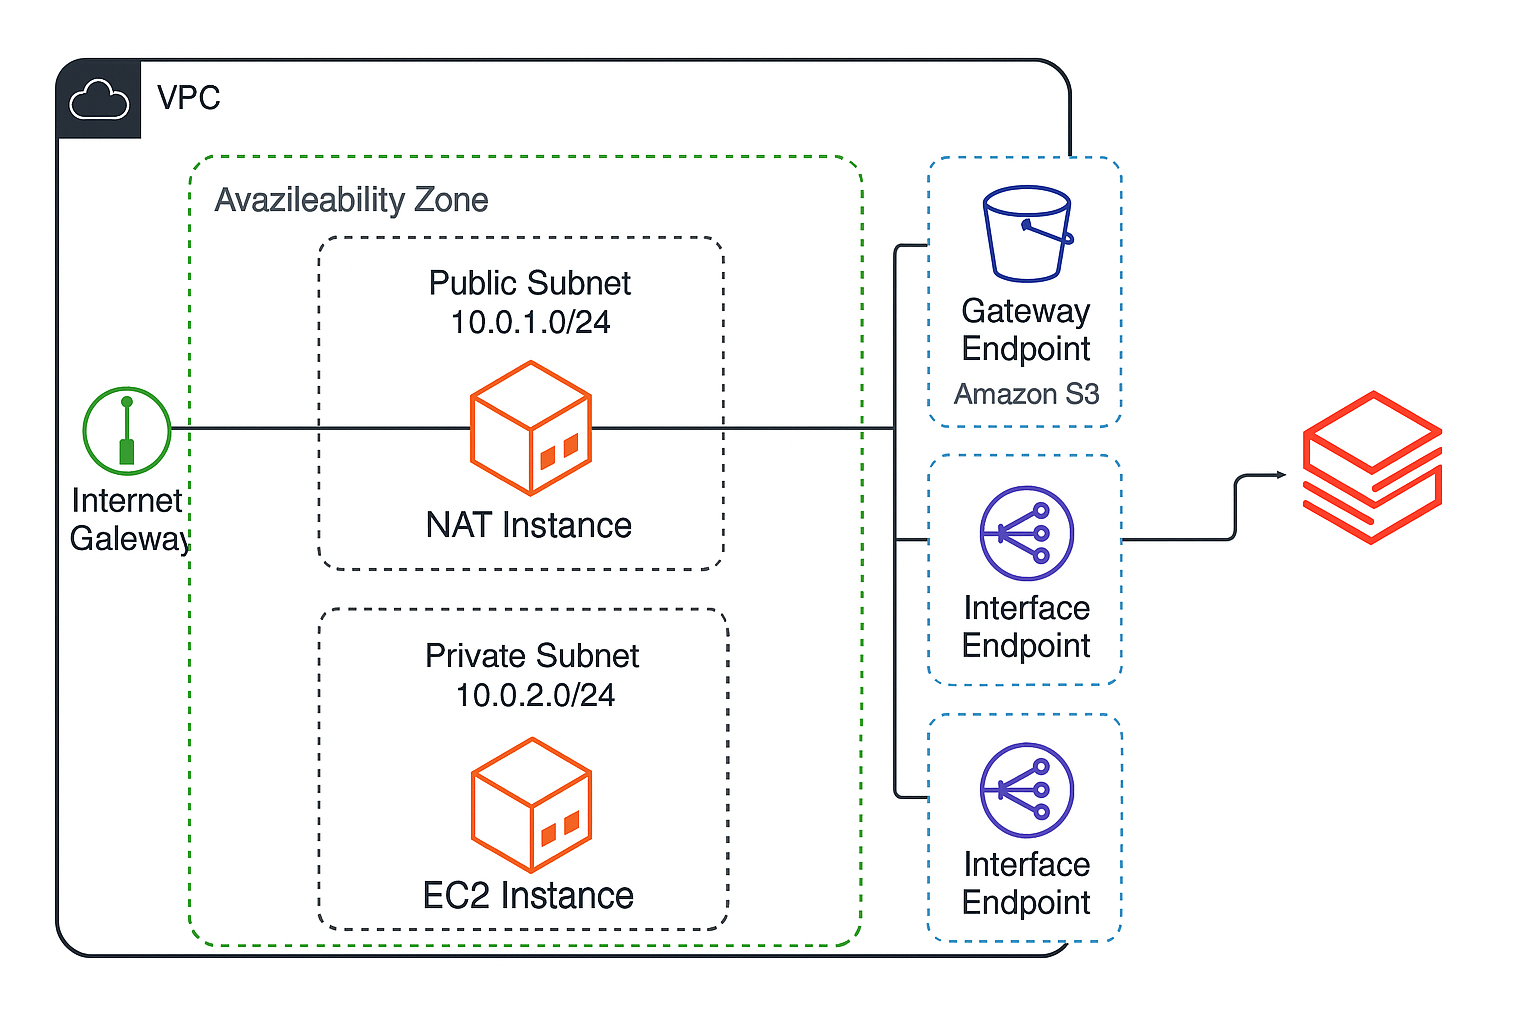 VPC
Avazileability Zone
Public Subnet
10.0.1.0/24
NAT Instance
Internet
Galeway
Private Subnet
10.0.2.0/24
EC2 Instance
Gateway
Endpoint
Amazon S3
Interface
Endpoint
Interface
Endpoint